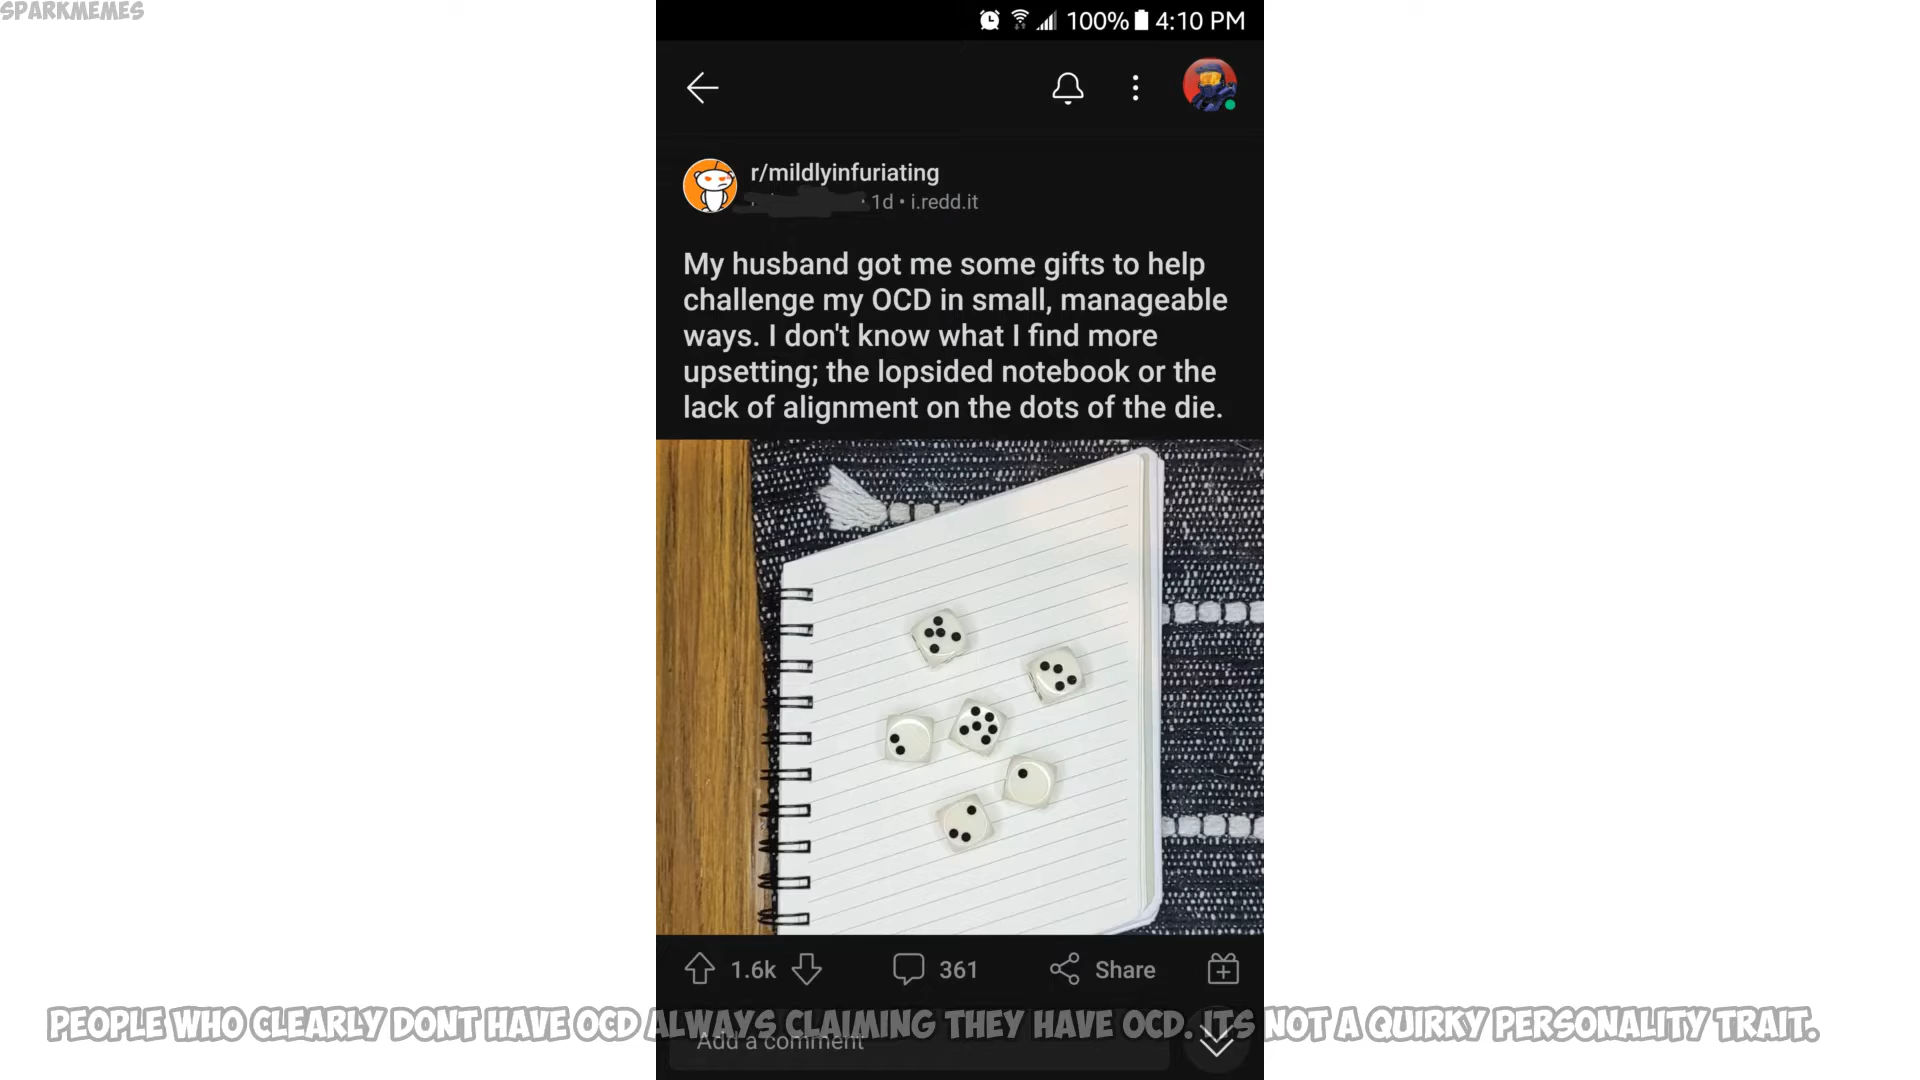 SPARKMEMES
100% 4:10 PM
r/mildlyinfuriating
• 1d • i.redd.it
My husband got me some gifts to help
challenge my OCD in small, manageable
ways. I don't know what I find more
upsetting; the lopsided notebook or the
lack of alignment on the dots of the die.
1.6k 361 Share
PEOPLE WHO CLEARLY DONT HAVE OCD ALWAYS CLAIMING THEY HAVE OCD. ITS NOT A QUIRKY PERSONALITY TRAIT.
Add a comment